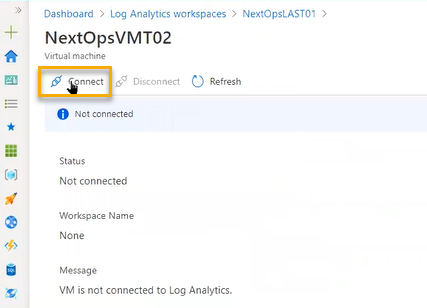 Dashboard > Log Analytics workspaces > NextOpsLAST01 >
NextOpsVMT02
Virtual machine
Connect Disconnect Refresh
Not connected
Status
Not connected
Workspace Name
None
Message
VM is not connected to Log Analytics.